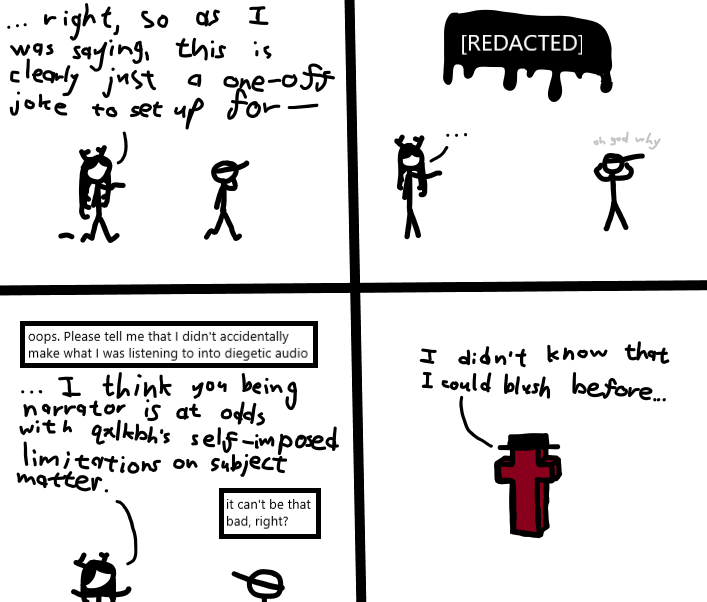 ... right, so as I
was saying, this is
clearly just a one-off
joke to set up for—
[REDACTED]
...
oh god why
oops. Please tell me that I didn't accidentally
make what I was listening to into diegetic audio
... I think you being
narrator is at odds
with qxlkbh's self-imposed
limitations on subject
matter.
it can't be that
bad, right?
I didn't know that
I could blush before...